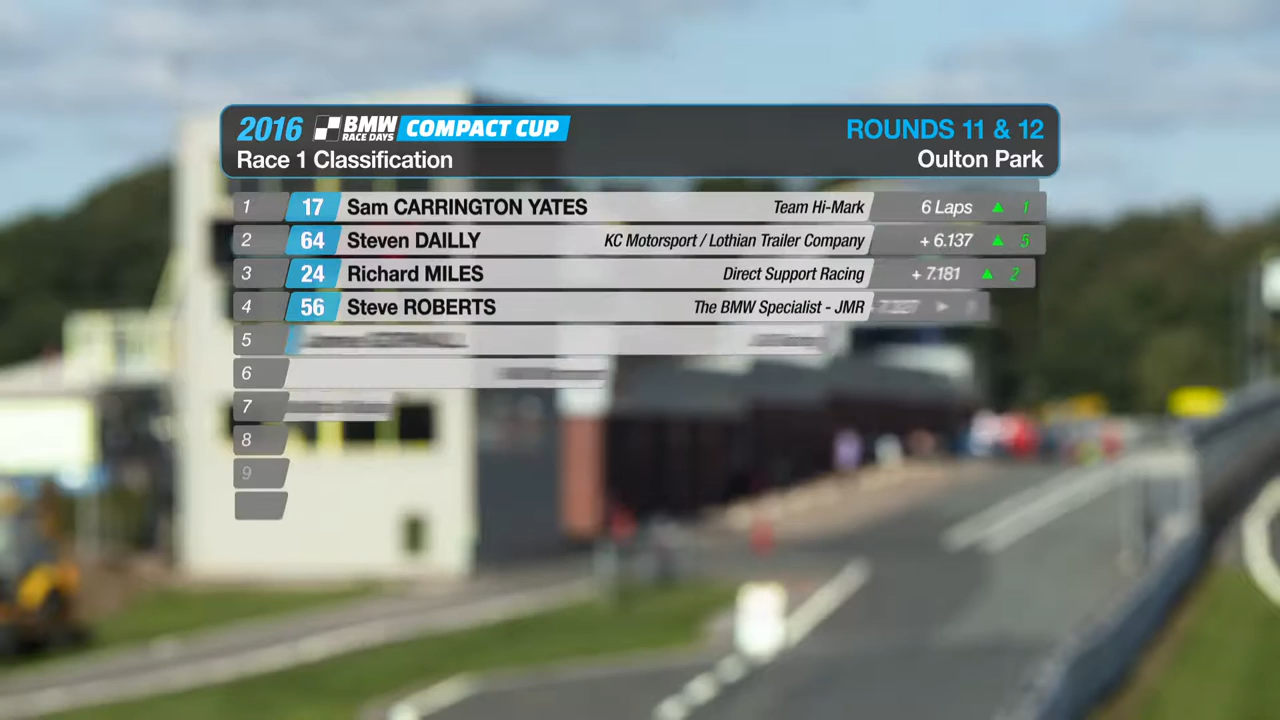 2016 BMW RACE DAYS COMPACT CUP ROUNDS 11 & 12
Race 1 Classification Oulton Park
1 17 Sam CARRINGTON YATES Team Hi-Mark 6 Laps ▲ 1
2 64 Steven DAILLY KC Motorsport / Lothian Trailer Company + 6.137 ▲ 5
3 24 Richard MILES Direct Support Racing + 7.181 ▲ 2
4 56 Steve ROBERTS The BMW Specialist - JMR
5
6
7
8
9